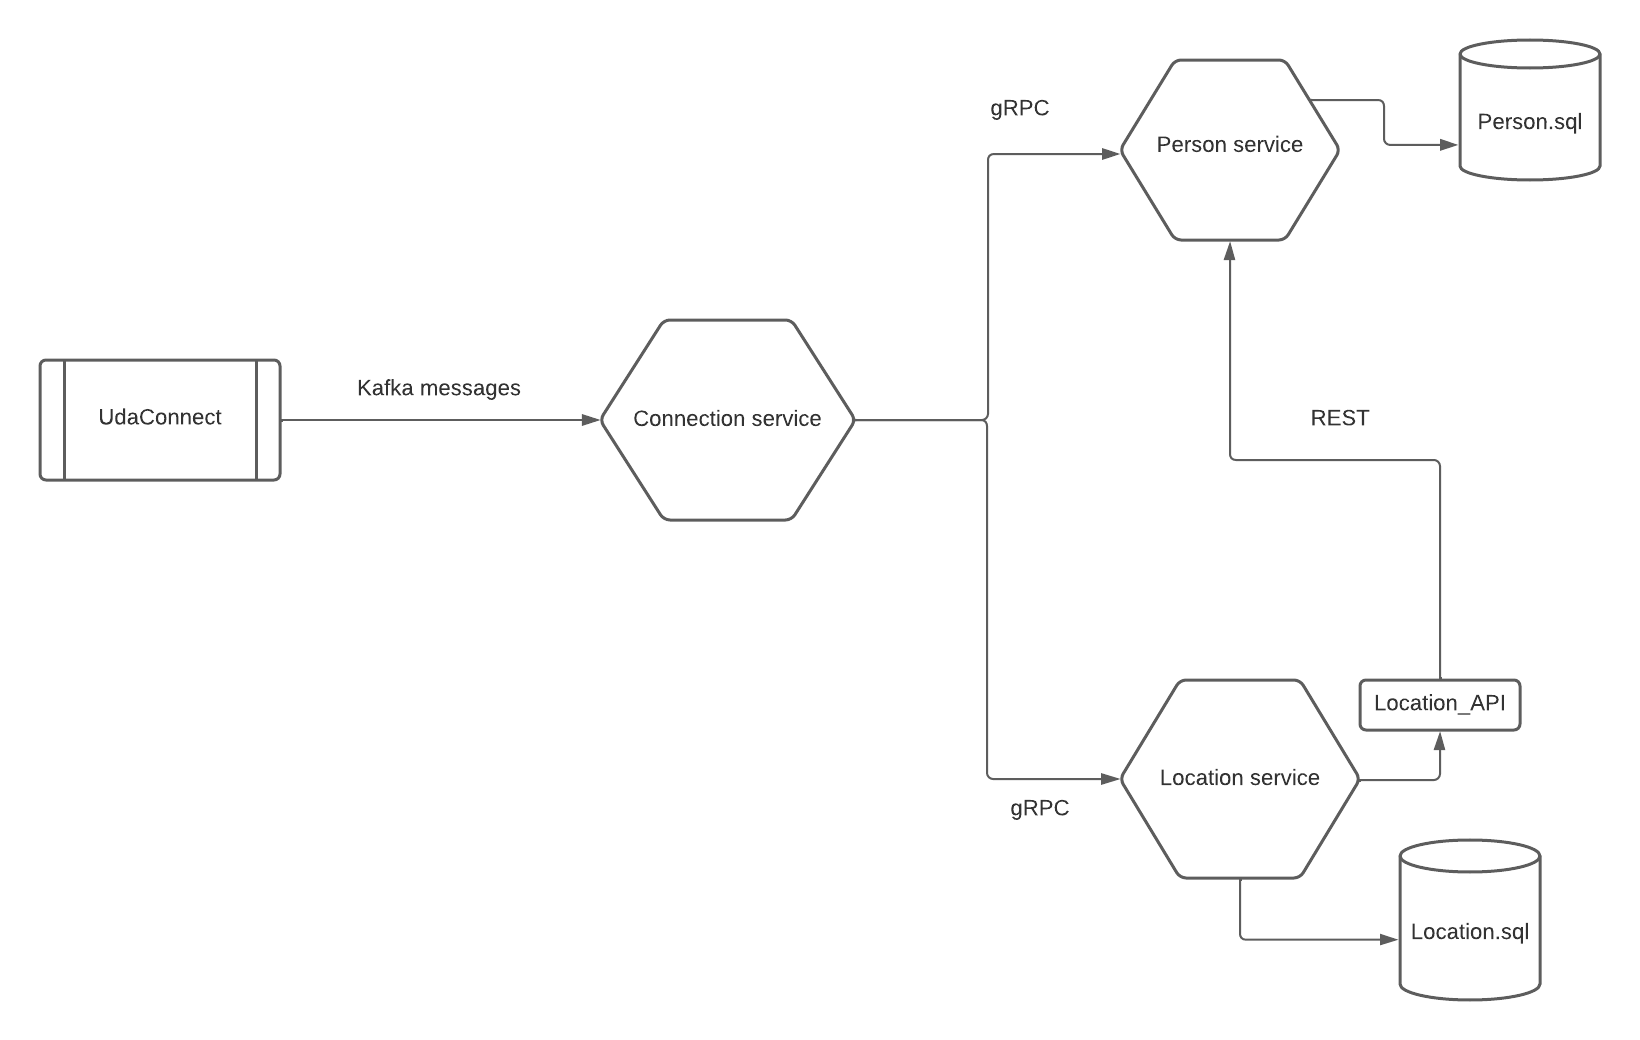 gRPC
Person service
Person.sql
UdaConnect
Kafka messages
Connection service
REST
Location_API
Location service
gRPC
Location.sql